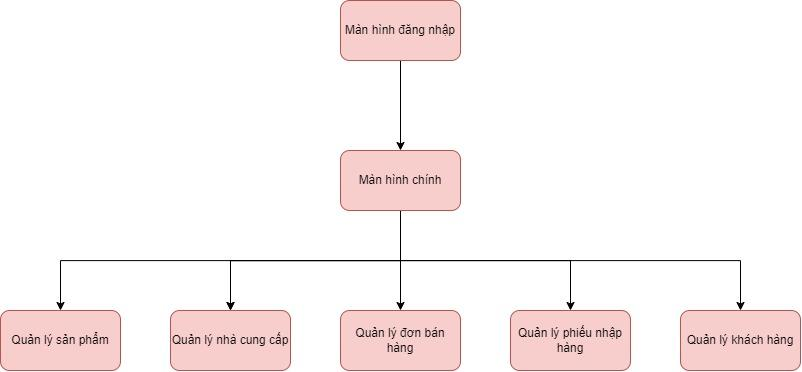 Màn hình đăng nhập
Màn hình chính
Quản lý sản phẩm
Quản lý nhà cung cấp
Quản lý đơn bán
hàng
Quản lý phiếu nhập
hàng
Quản lý khách hàng